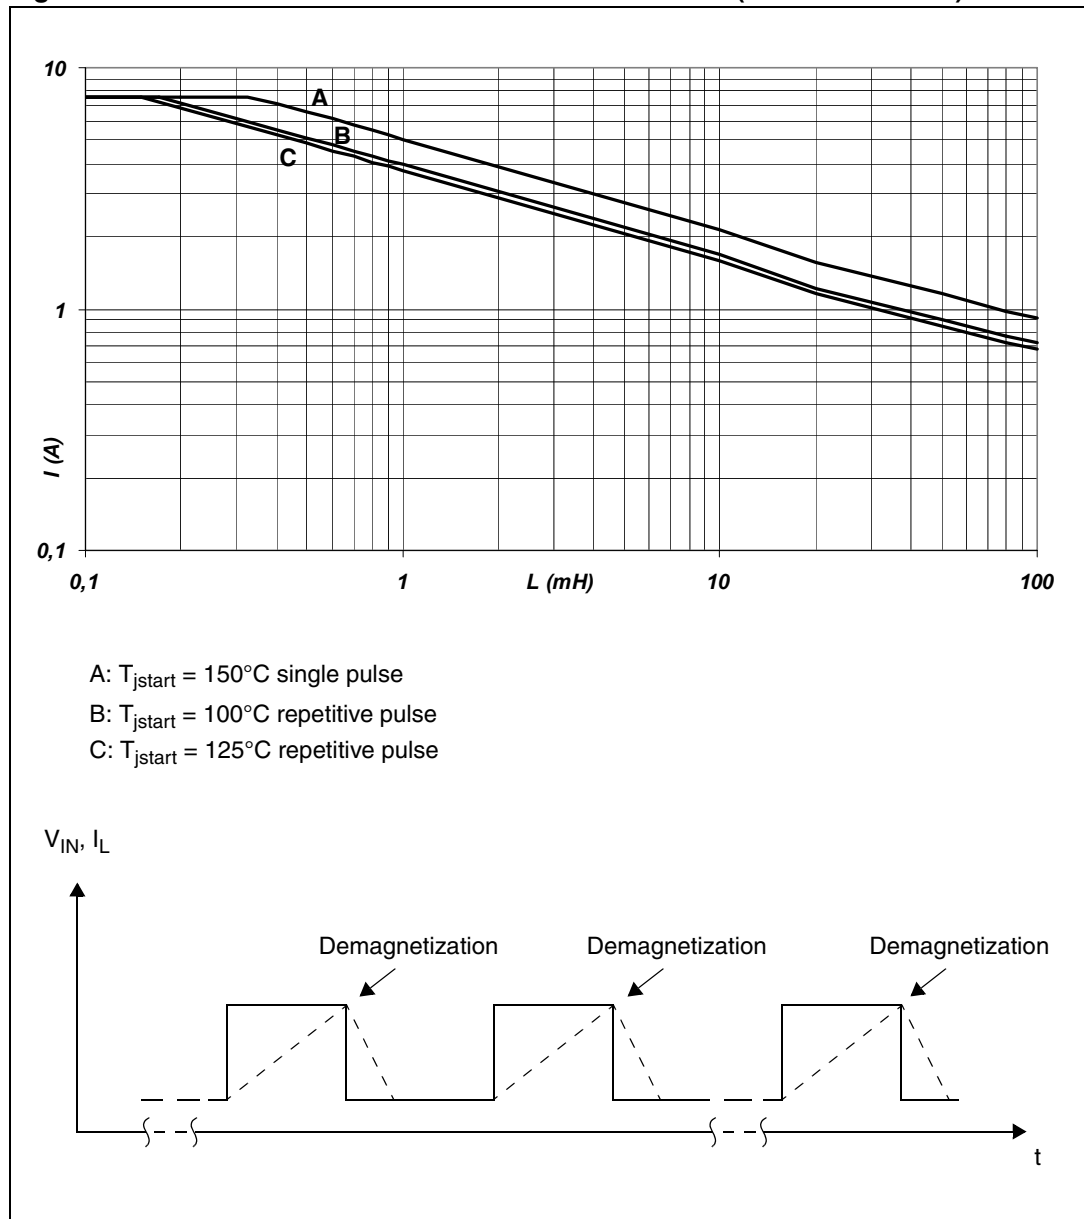 10
A
B
C
1
I (A)
0,1
0,1 1 L (mH) 10 100
A: Tjstart = 150°C single pulse
B: Tjstart = 100°C repetitive pulse
C: Tjstart = 125°C repetitive pulse
VIN, IL
Demagnetization Demagnetization Demagnetization
t